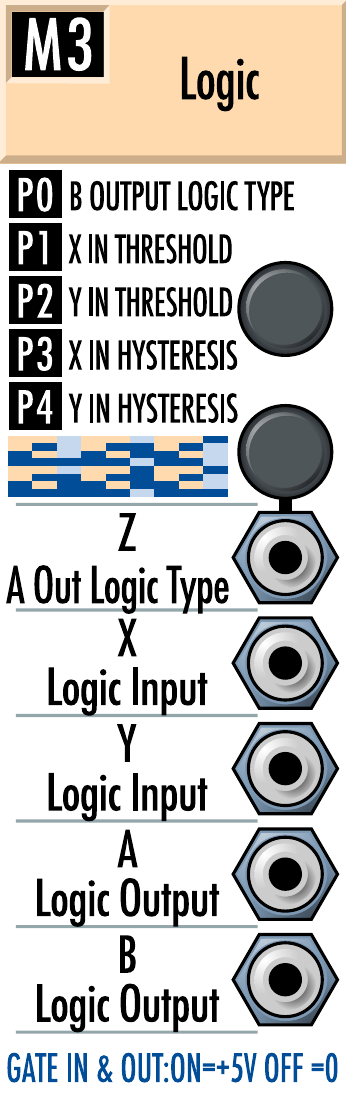 M3
Logic
P0 B OUTPUT LOGIC TYPE
P1 X IN THRESHOLD
P2 Y IN THRESHOLD
P3 X IN HYSTERESIS
P4 Y IN HYSTERESIS
Z
A Out Logic Type
X
Logic Input
Y
Logic Input
A
Logic Output
B
Logic Output
GATE IN & OUT:ON=+5V OFF =0